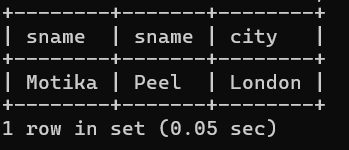 +--------+-------+--------+
| sname  | sname | city   |
+--------+-------+--------+
| Motika | Peel  | London |
+--------+-------+--------+
1 row in set (0.05 sec)